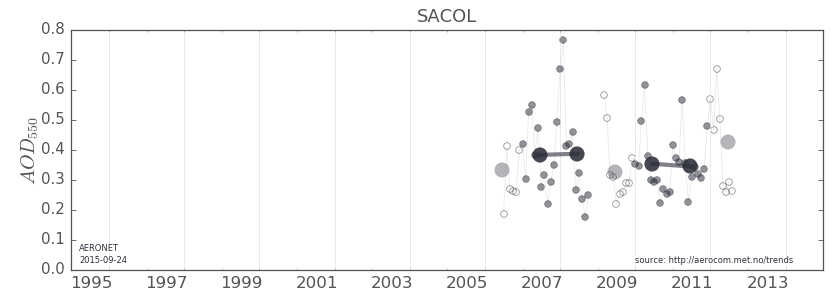 SACOL
0.8
0.7
0.6
0.5
0.4
0.3
0.2
0.1
0.0
AOD550
AERONET
2015-09-24
source: http://aerocom.met.no/trends
1995 1997 1999 2001 2003 2005 2007 2009 2011 2013